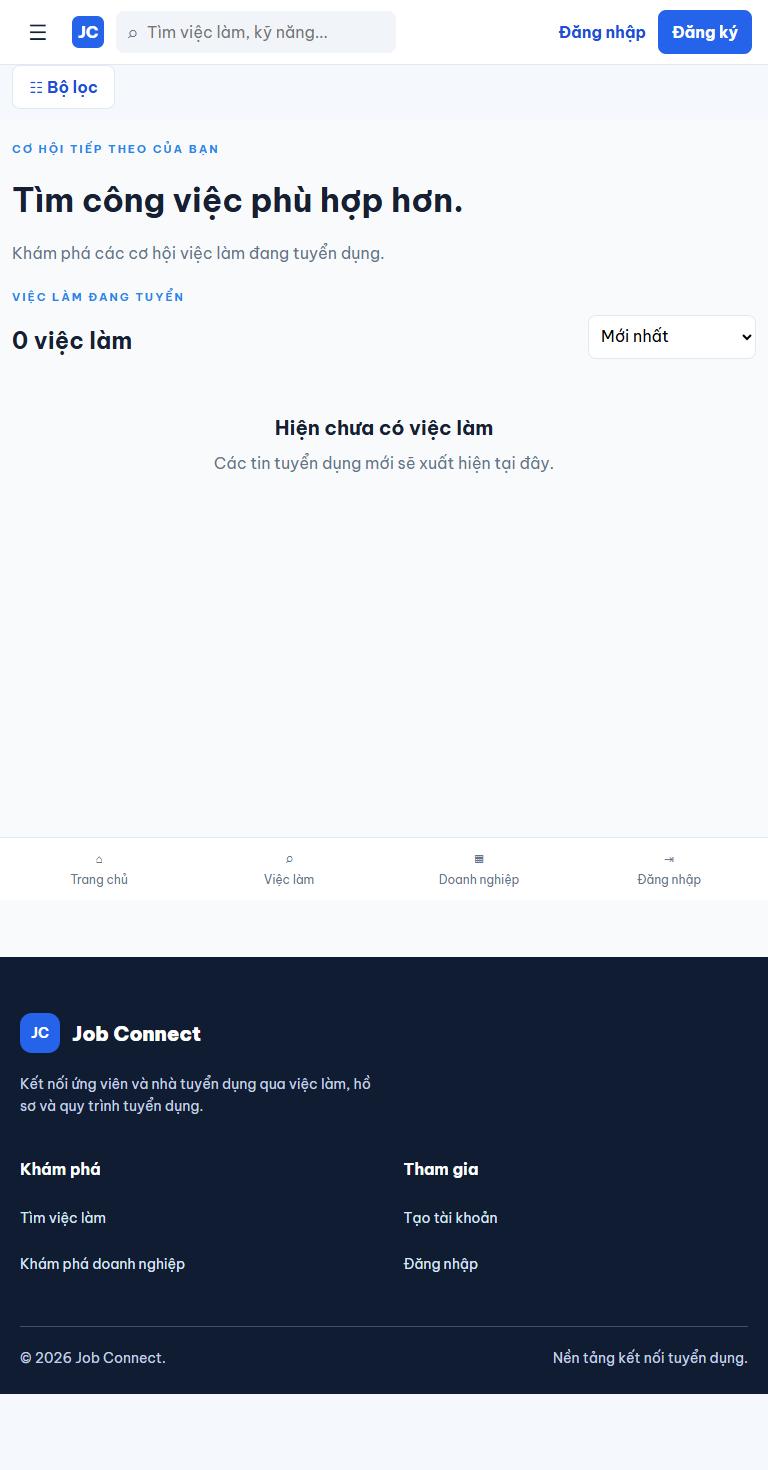 ☰ JC ⌕ Tìm việc làm, kỹ năng... Đăng nhập Đăng ký
☷ Bộ lọc
CƠ HỘI TIẾP THEO CỦA BẠN
Tìm công việc phù hợp hơn.
Khám phá các cơ hội việc làm đang tuyển dụng.
VIỆC LÀM ĐANG TUYỂN
0 việc làm Mới nhất
Hiện chưa có việc làm
Các tin tuyển dụng mới sẽ xuất hiện tại đây.
⌂ ⌕ ▦ ⇥
Trang chủ Việc làm Doanh nghiệp Đăng nhập
JC Job Connect
Kết nối ứng viên và nhà tuyển dụng qua việc làm, hồ
sơ và quy trình tuyển dụng.
Khám phá Tham gia
Tìm việc làm Tạo tài khoản
Khám phá doanh nghiệp Đăng nhập
© 2026 Job Connect. Nền tảng kết nối tuyển dụng.